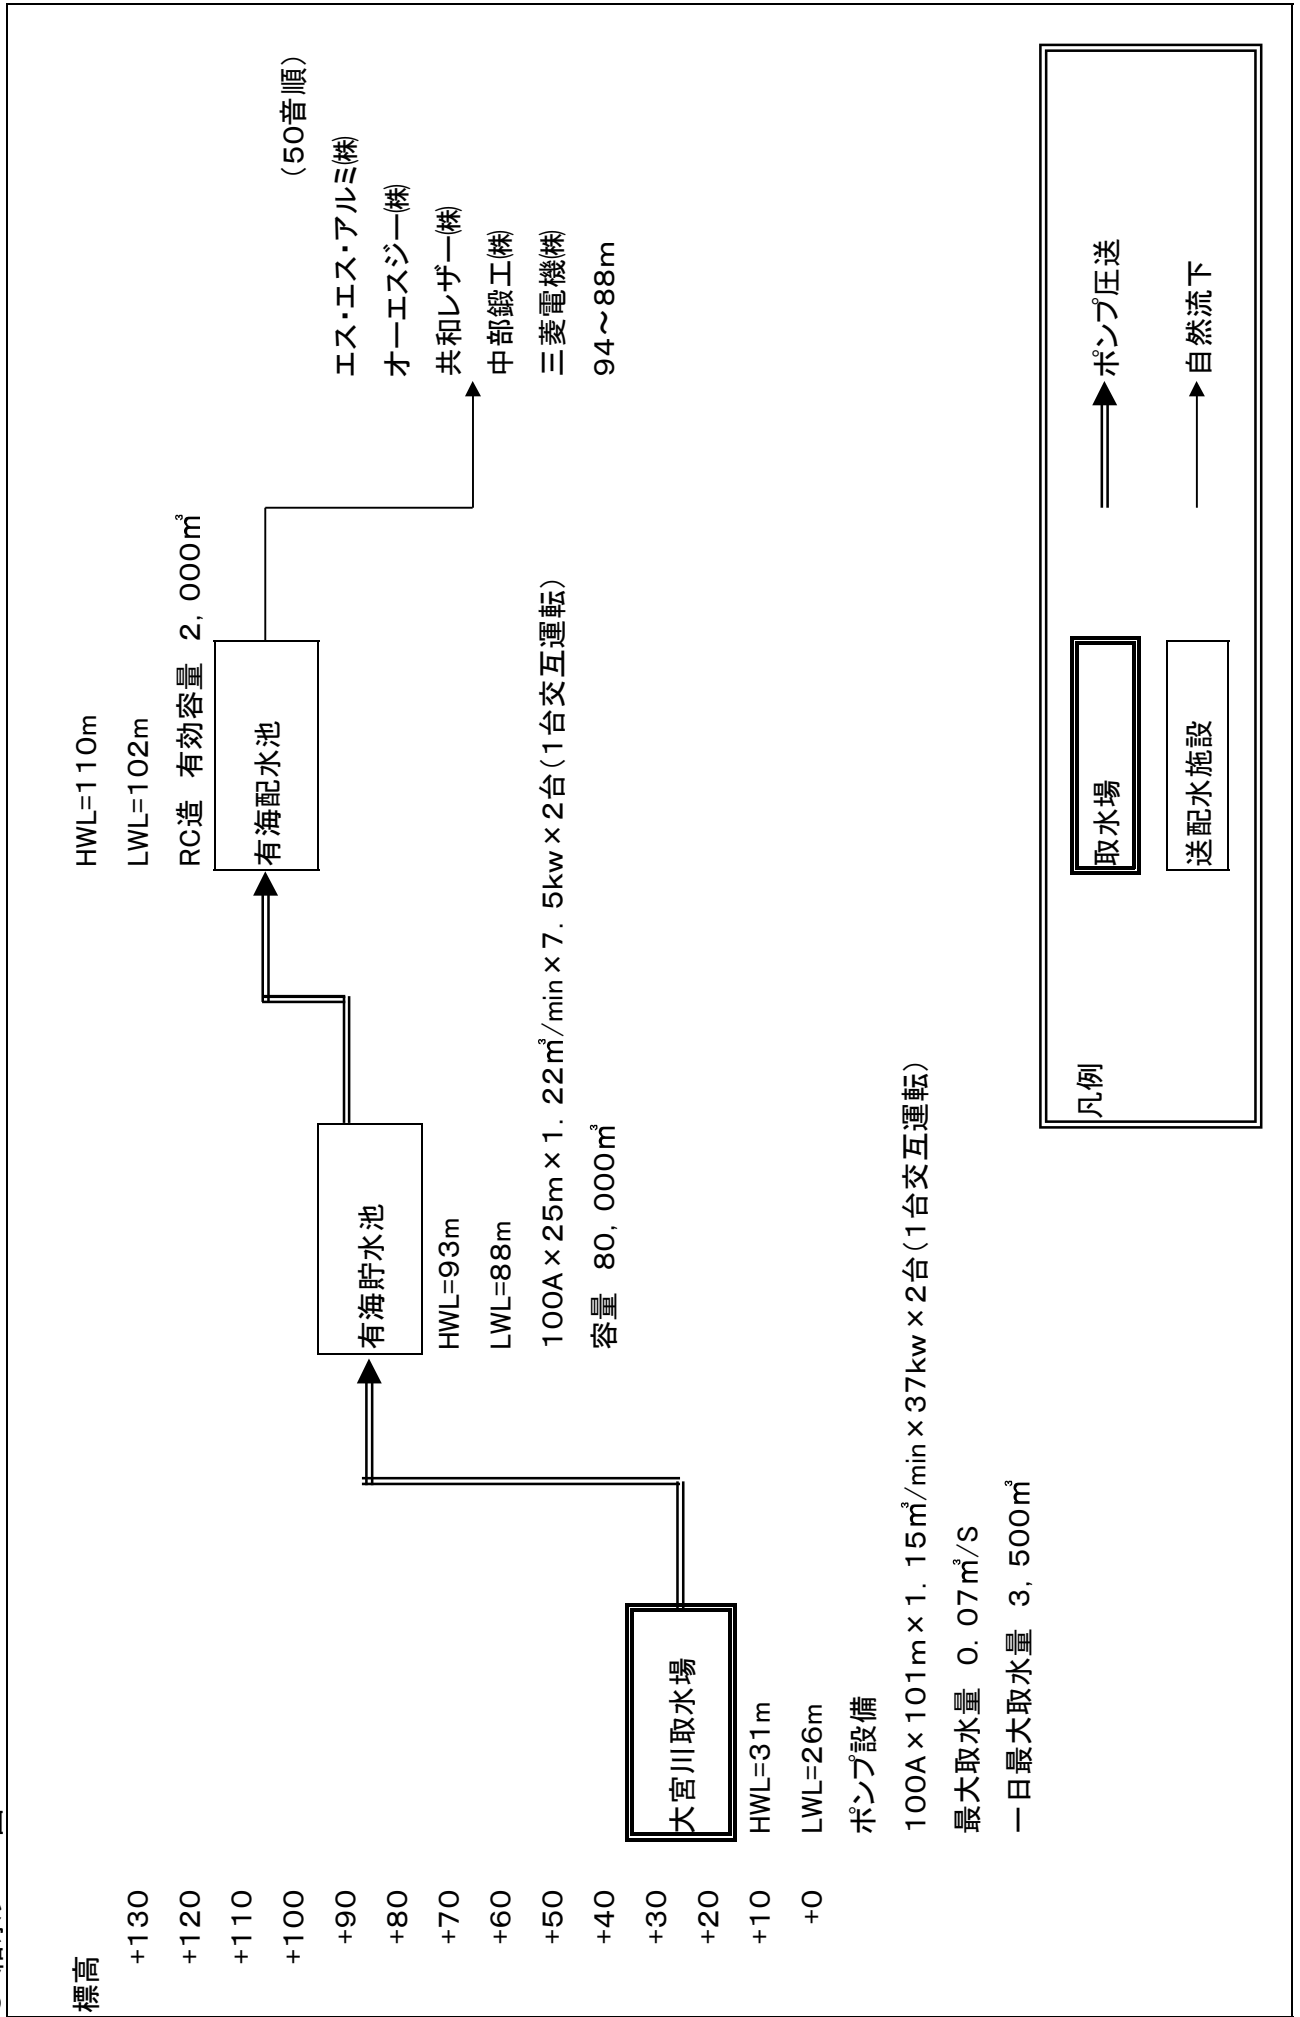 標高
+130
+120
+110
+100
+90
+80
+70
+60
+50
+40
+30
+20
+10
+0
大宮川取水場
HWL=31m
LWL=26m
ポンプ設備
100A×101m×1.15㎥/min×37kw×2台(1台交互運転)
最大取水量 0.07㎥/S
一日最大取水量 3,500㎥
有海貯水池
HWL=93m
LWL=88m
100A×25m×1.22㎥/min×7.5kw×2台(1台交互運転)
容量 80,000㎥
HWL=110m
LWL=102m
RC造 有効容量 2,000㎥
有海配水池
(50音順)
エス・エス・アルミ㈱
オーエスジー㈱
共和レザー㈱
中部鍛工㈱
三菱電機㈱
94～88m
凡例
取水場
ポンプ圧送
送配水施設
自然流下